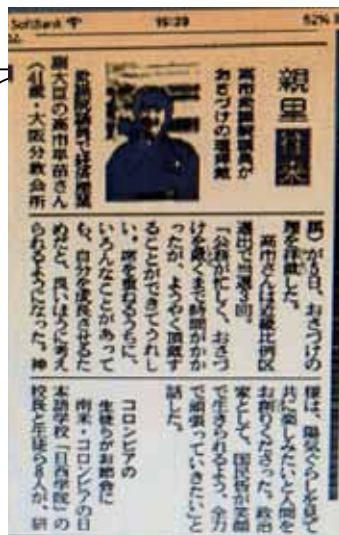 SoftBank
15:29
52%
親里
往来
高市衆議院議員が
おさづけの理拝戴
衆議院議員で経済産業
副大臣の高市早苗さん
(41歳・大阪分教会所
属)が5日、おさづけの
理を拝戴した。
高市さんは近畿比例区
選出で当選3回。
「公務が忙しく、おさづ
けを戴くまで時間がかか
ったが、ようやく頂戴す
ることができてうれし
い。席を重ねるうちに、
いろんなことがあって
も、自分を成長させるた
めだと、良いほうに考え
られるようになった。神
様は、陽気ぐらしを見て
共に楽しみたいと人間を
お創りくださった。政治
家として、国民皆が笑顔
で生きられるよう、全力
で頑張っていきたい」と
話した。
コロンビアの
生徒らがお節会に
南米・コロンビアの日
本語学校「日西学院」の
校長と生徒ら8人が、研